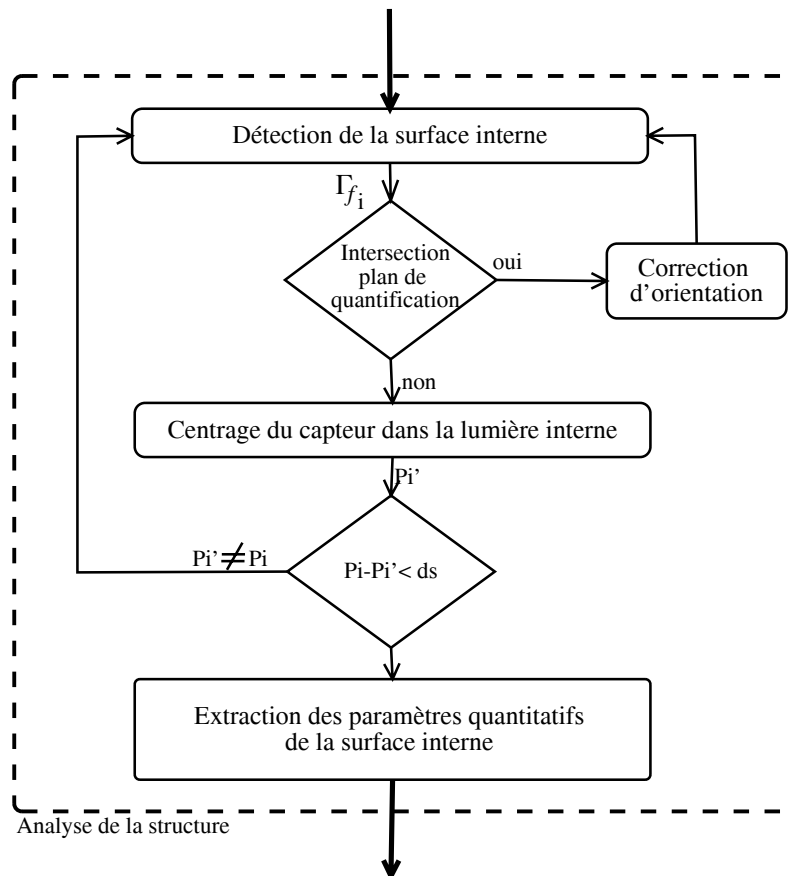 Détection de la surface interne
Γfi
Intersection
plan de
quantification
oui
Correction
d'orientation
non
Centrage du capteur dans la lumière interne
Pi'
Pi' ≠ Pi
Pi-Pi'< ds
Extraction des paramètres quantitatifs
de la surface interne
Analyse de la structure